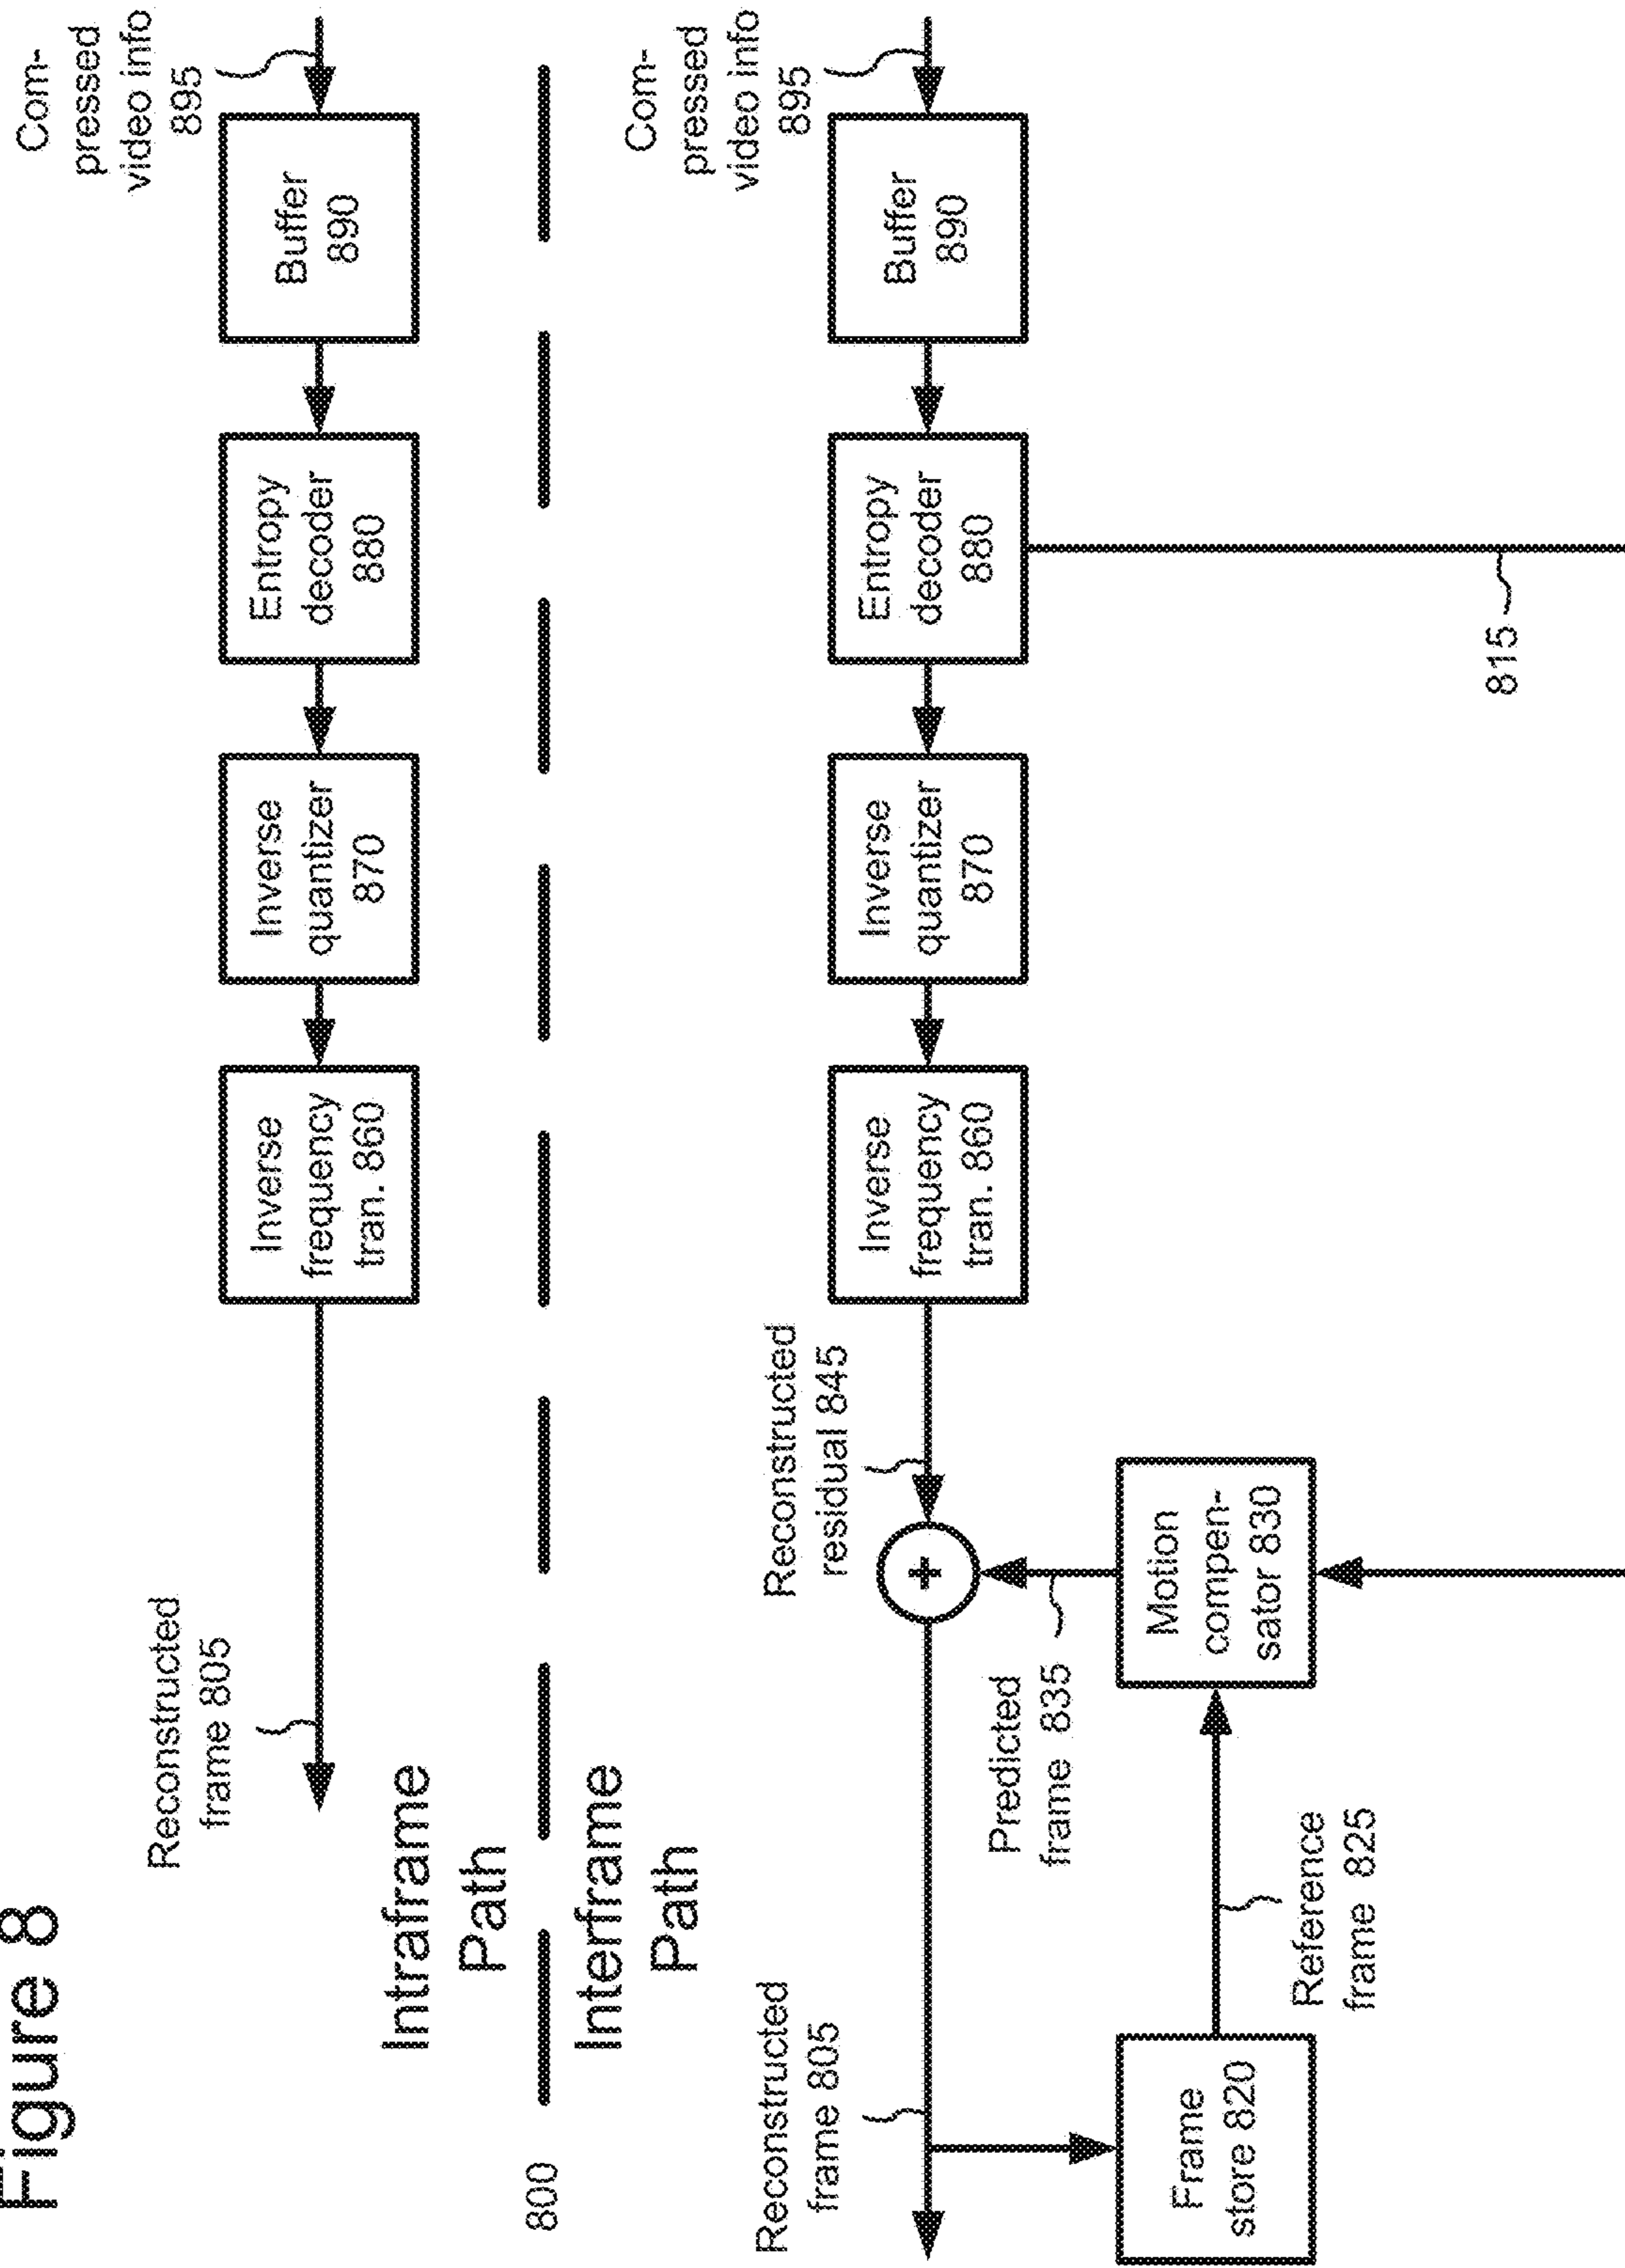 Figure 8
Reconstructed
frame 805
Inverse
frequency
tran. 860
Inverse
quantizer
870
Entropy
decoder
880
Buffer
890
Com-
pressed
video info
895
Intraframe
Path
800
Interframe
Path
Reconstructed
frame 805
Reconstructed
residual 845
+
Inverse
frequency
tran. 860
Inverse
quantizer
870
Entropy
decoder
880
Buffer
890
Com-
pressed
video info
895
Predicted
frame 835
Frame
store 820
Reference
frame 825
Motion
compen-
sator 830
815